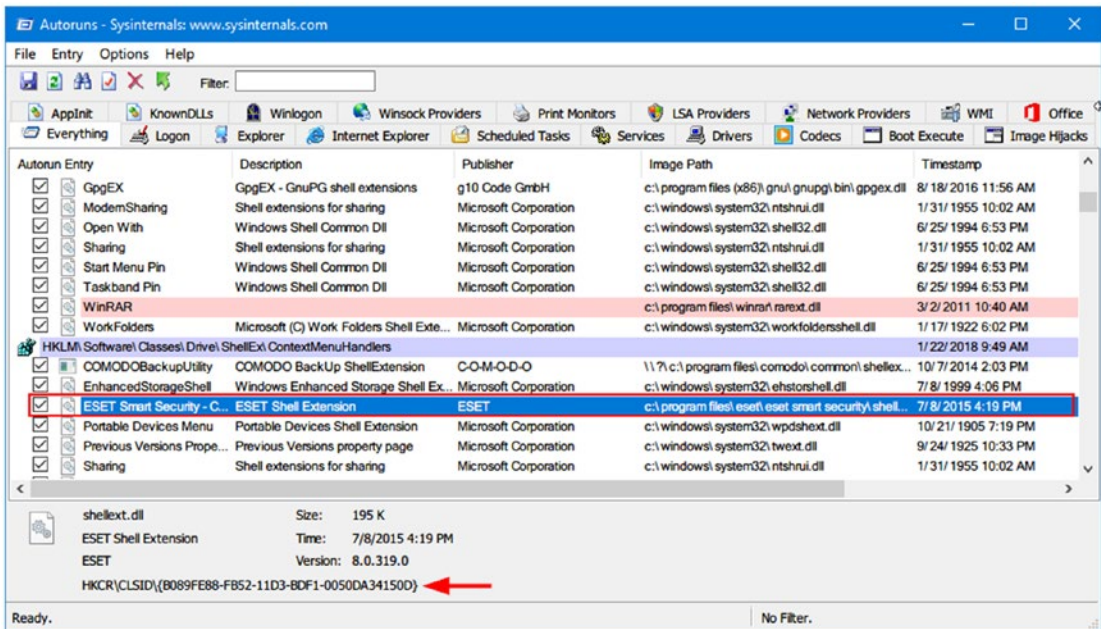 Autoruns - Sysinternals: www.sysinternals.com
File Entry Options Help
Filter:
AppInit KnownDLLs Winlogon Winsock Providers Print Monitors LSA Providers Network Providers WMI Office
Everything Logon Explorer Internet Explorer Scheduled Tasks Services Drivers Codecs Boot Execute Image Hijacks
Autorun Entry Description Publisher Image Path Timestamp
GpgEX GpgEX - GnuPG shell extensions g10 Code GmbH c:\program files (x86)\gnu\gnupg\bin\gpgex.dll 8/18/2016 11:56 AM
ModernSharing Shell extensions for sharing Microsoft Corporation c:\windows\system32\ntshrui.dll 1/31/1955 10:02 AM
Open With Windows Shell Common Dll Microsoft Corporation c:\windows\system32\shell32.dll 6/25/1994 6:53 PM
Sharing Shell extensions for sharing Microsoft Corporation c:\windows\system32\ntshrui.dll 1/31/1955 10:02 AM
Start Menu Pin Windows Shell Common Dll Microsoft Corporation c:\windows\system32\shell32.dll 6/25/1994 6:53 PM
Taskband Pin Windows Shell Common Dll Microsoft Corporation c:\windows\system32\shell32.dll 6/25/1994 6:53 PM
WinRAR c:\program files\winrar\rarext.dll 3/2/2011 10:40 AM
WorkFolders Microsoft (C) Work Folders Shell Exte... Microsoft Corporation c:\windows\system32\workfoldersshell.dll 1/17/1922 6:02 PM
HKLM\Software\Classes\Drive\ShellEx\ContextMenuHandlers 1/22/2018 9:49 AM
COMODOBackupUtility COMODO BackUp ShellExtension C-O-M-O-D-O \\?\c:\program files\comodo\common\shellex... 10/7/2014 2:03 PM
EnhancedStorageShell Windows Enhanced Storage Shell Ex... Microsoft Corporation c:\windows\system32\ehstorshell.dll 7/8/1999 4:06 PM
ESET Smart Security - C... ESET Shell Extension ESET c:\program files\eset\eset smart security\shell... 7/8/2015 4:19 PM
Portable Devices Menu Portable Devices Shell Extension Microsoft Corporation c:\windows\system32\wpdshext.dll 10/21/1905 7:19 PM
Previous Versions Prope... Previous Versions property page Microsoft Corporation c:\windows\system32\twext.dll 9/24/1925 10:33 PM
Sharing Shell extensions for sharing Microsoft Corporation c:\windows\system32\ntshrui.dll 1/31/1955 10:02 AM
shellext.dll Size: 195 K
ESET Shell Extension Time: 7/8/2015 4:19 PM
ESET Version: 8.0.319.0
HKCR\CLSID\{B089FE88-FB52-11D3-BDF1-0050DA34150D}
Ready. No Filter.